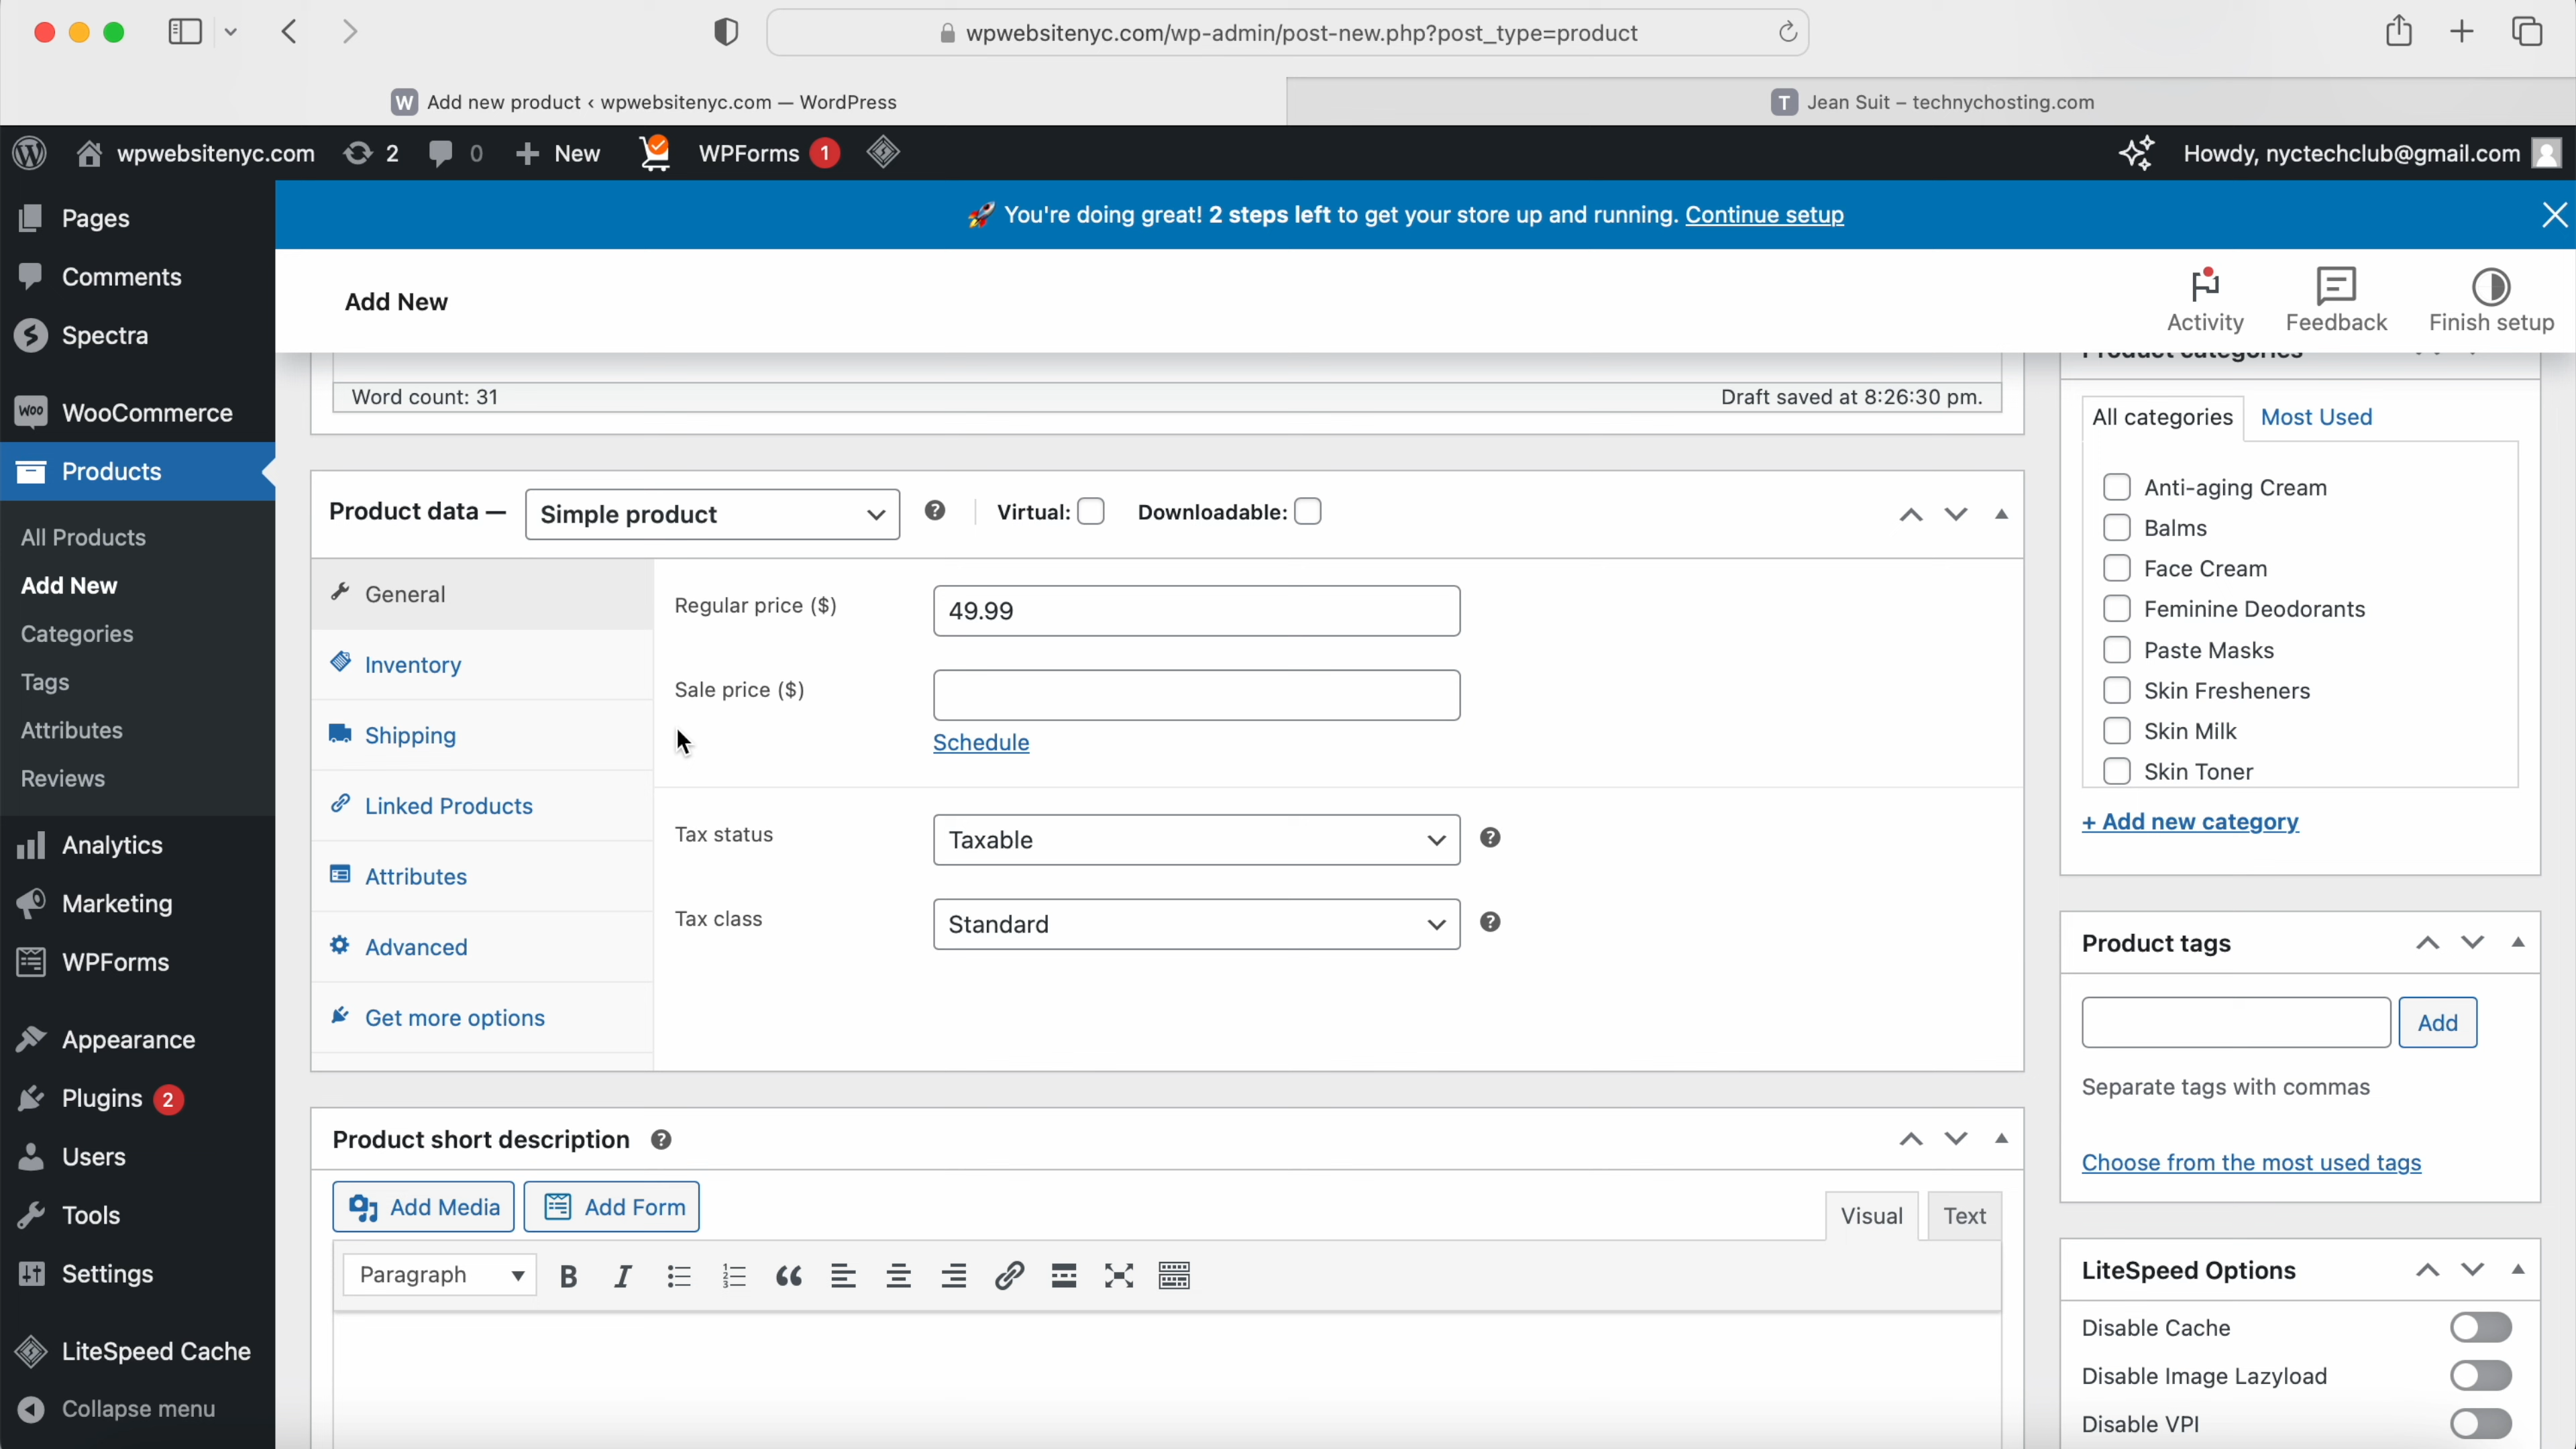 wpwebsitenyc.com/wp-admin/post-new.php?post_type=product
W Add new product ‹ wpwebsitenyc.com — WordPress
T Jean Suit – technychosting.com
wpwebsitenyc.com 2 0 New WPForms 1 Howdy, nyctechclub@gmail.com
Pages
Comments
Spectra
WooCommerce
Products
All Products
Add New
Categories
Tags
Attributes
Reviews
Analytics
Marketing
WPForms
Appearance
Plugins 2
Users
Tools
Settings
LiteSpeed Cache
Collapse menu
🚀 You're doing great! 2 steps left to get your store up and running. Continue setup
Add New
Activity
Feedback
Finish setup
Word count: 31
Draft saved at 8:26:30 pm.
Product data — Simple product Virtual: Downloadable:
General
Inventory
Shipping
Linked Products
Attributes
Advanced
Get more options
Regular price ($) 49.99
Sale price ($)
Schedule
Tax status Taxable
Tax class Standard
Product short description
Add Media Add Form
Visual Text
Paragraph
Product categories
All categories Most Used
Anti-aging Cream
Balms
Face Cream
Feminine Deodorants
Paste Masks
Skin Fresheners
Skin Milk
Skin Toner
+ Add new category
Product tags
Add
Separate tags with commas
Choose from the most used tags
LiteSpeed Options
Disable Cache
Disable Image Lazyload
Disable VPI